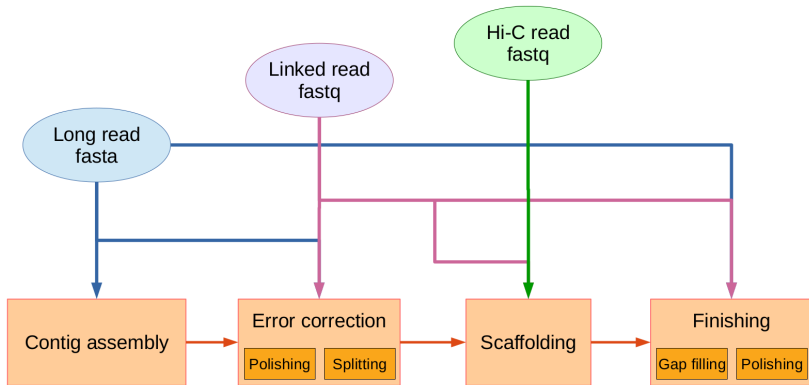 Hi-C read
fastq
Linked read
fastq
Long read
fasta
Contig assembly
Error correction
Polishing
Splitting
Scaffolding
Finishing
Gap filling
Polishing